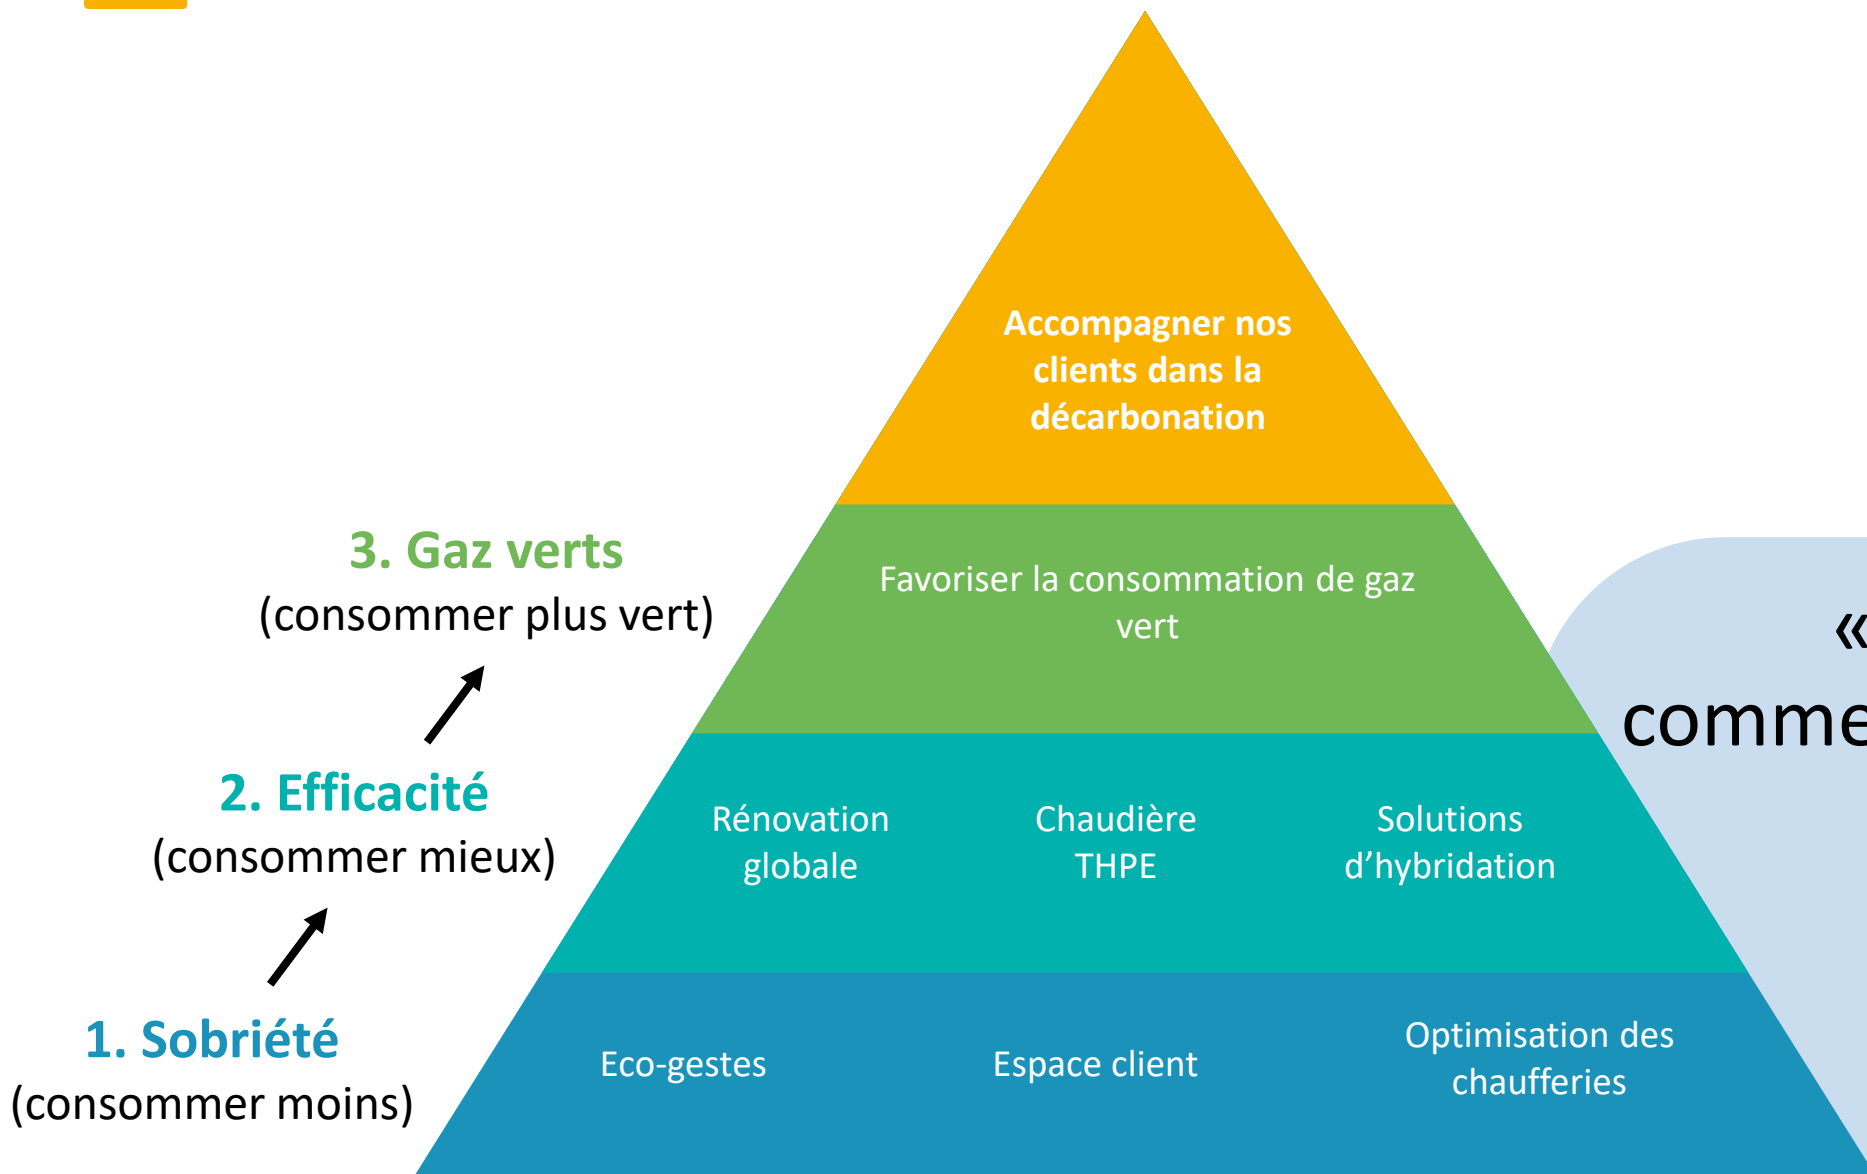 Accompagner nos
clients dans la
décarbonation
3. Gaz verts
(consommer plus vert)
Favoriser la consommation de gaz
vert
2. Efficacité
(consommer mieux)
Rénovation
globale
Chaudière
THPE
Solutions
d’hybridation
1. Sobriété
(consommer moins)
Eco-gestes
Espace client
Optimisation des
chaufferies
«